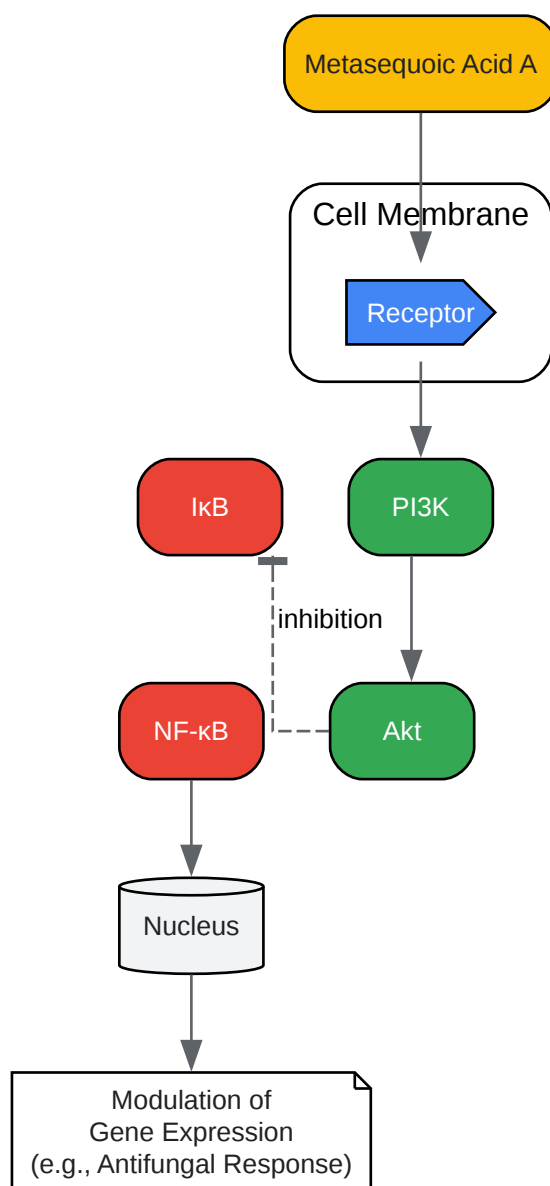 Metasequoic Acid A
Cell Membrane
Receptor
IκB
PI3K
inhibition
NF-κB
Akt
Nucleus
Modulation of
Gene Expression
(e.g., Antifungal Response)